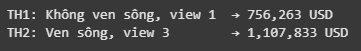 TH1: Không ven sông, view 1 → 756,263 USD
TH2: Ven sông, view 3 → 1,107,833 USD